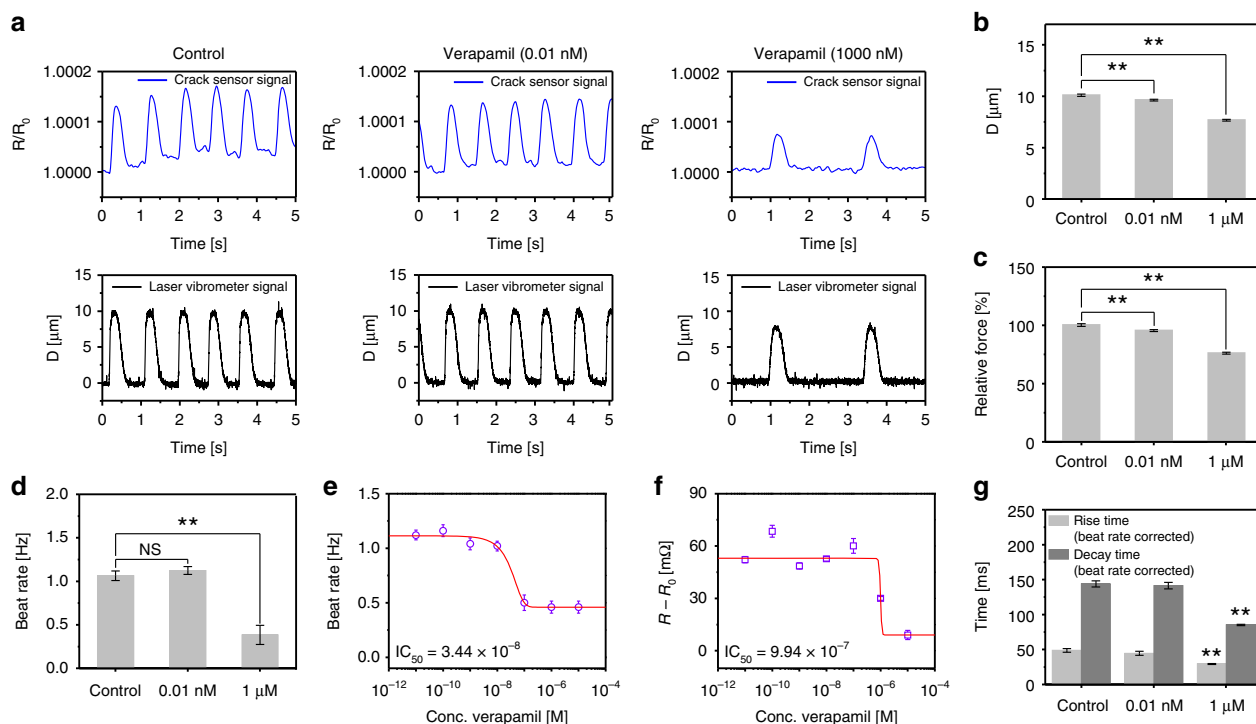 a
Control
Verapamil (0.01 nM)
Verapamil (1000 nM)
Crack sensor signal
Crack sensor signal
Crack sensor signal
R/R0
1.0002
1.0001
1.0000
0 1 2 3 4 5
Time [s]
R/R0
1.0002
1.0001
1.0000
0 1 2 3 4 5
Time [s]
R/R0
1.0002
1.0001
1.0000
0 1 2 3 4 5
Time [s]
Laser vibrometer signal
D [μm]
15
10
5
0
0 1 2 3 4 5
Time [s]
Laser vibrometer signal
D [μm]
15
10
5
0
0 1 2 3 4 5
Time [s]
Laser vibrometer signal
D [μm]
15
10
5
0
0 1 2 3 4 5
Time [s]
b
D [μm]
15
10
5
0
**
**
Control 0.01 nM 1 μM
c
Relative force [%]
150
100
50
0
**
**
Control 0.01 nM 1 μM
d
Beat rate [Hz]
2.0
1.5
1.0
0.5
0.0
**
NS
Control 0.01 nM 1 μM
e
Beat rate [Hz]
1.5
1.0
0.5
0.0
IC50 = 3.44 × 10−8
10−12 10−10 10−8 10−6 10−4
Conc. verapamil [M]
f
R – R0 [mΩ]
90
60
30
0
IC50 = 9.94 × 10−7
10−12 10−10 10−8 10−6 10−4
Conc. verapamil [M]
g
Time [ms]
250
200
150
100
50
0
Rise time
(beat rate corrected)
Decay time
(beat rate corrected)
**
**
Control 0.01 nM 1 μM